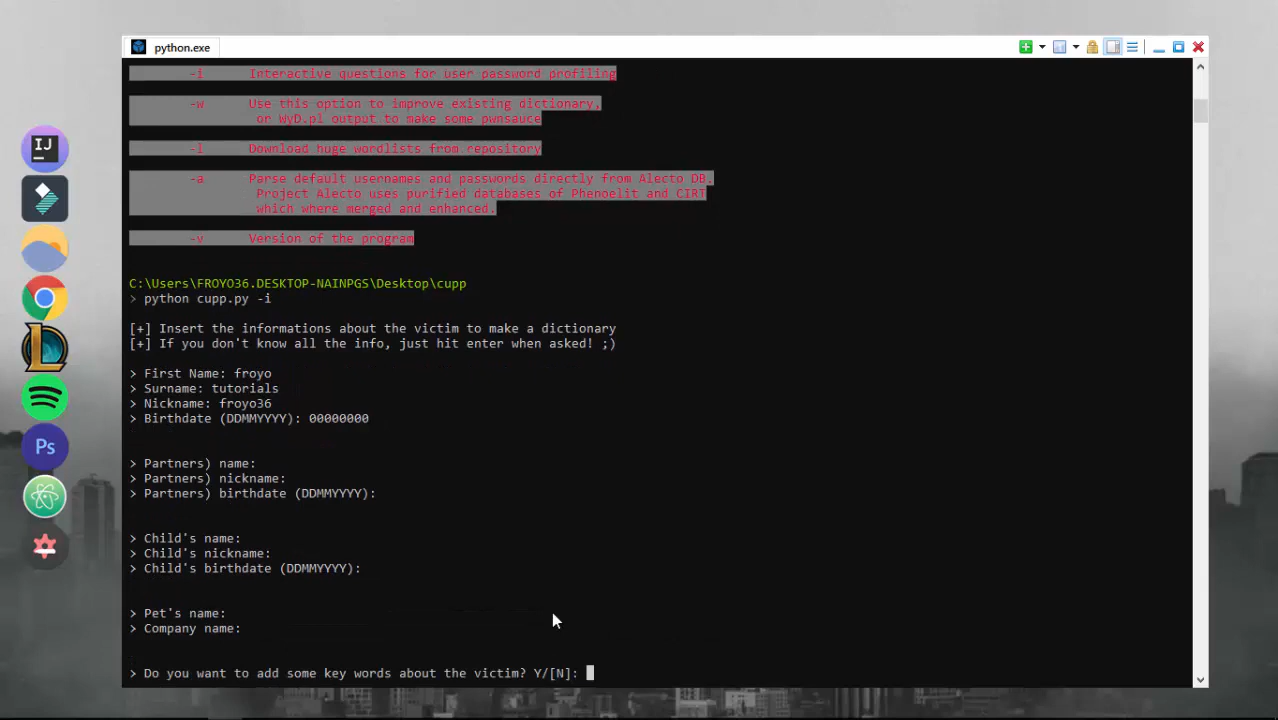 python.exe
-i Interactive questions for user password profiling
-w Use this option to improve existing dictionary,
or WyD.pl output to make some pwnsauce
-l Download huge wordlists from repository
-a Parse default usernames and passwords directly from Alecto DB.
Project Alecto uses purified databases of Phenoelit and CIRT
which where merged and enhanced.
-v Version of the program
C:\Users\FROYO36.DESKTOP-NAINPGS\Desktop\cupp
> python cupp.py -i
[+] Insert the informations about the victim to make a dictionary
[+] If you don't know all the info, just hit enter when asked! ;)
> First Name: froyo
> Surname: tutorials
> Nickname: froyo36
> Birthdate (DDMMYYYY): 00000000
> Partners) name:
> Partners) nickname:
> Partners) birthdate (DDMMYYYY):
> Child's name:
> Child's nickname:
> Child's birthdate (DDMMYYYY):
> Pet's name:
> Company name:
> Do you want to add some key words about the victim? Y/[N]:
IJ
Ps